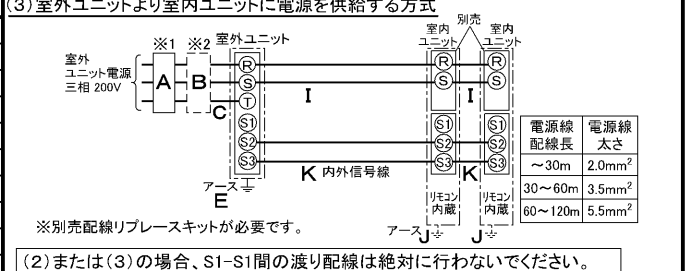 (3)室外ユニットより室内ユニットに電源を供給する方式
※1 ※2 室外ユニット
室内ユニット
別売
室内ユニット
室外
ユニット電源
三相 200V
A
B
C
R
S
T
S1
S2
S3
I
R
S
S1
S2
S3
I
R
S
S1
S2
S3
K 内外信号線
K
アース
E
リモコン
内蔵
リモコン
内蔵
アース J
J
電源線配線長 電源線太さ
~30m 2.0mm²
30~60m 3.5mm²
60~120m 5.5mm²
※別売配線リプレースキットが必要です。
(2)または(3)の場合、S1-S1間の渡り配線は絶対に行わないでください。